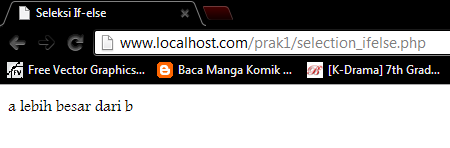 Seleksi If-else
www.localhost.com/prak1/selection_ifelse.php
Free Vector Graphics... Baca Manga Komik ... [K-Drama] 7th Grad...
a lebih besar dari b